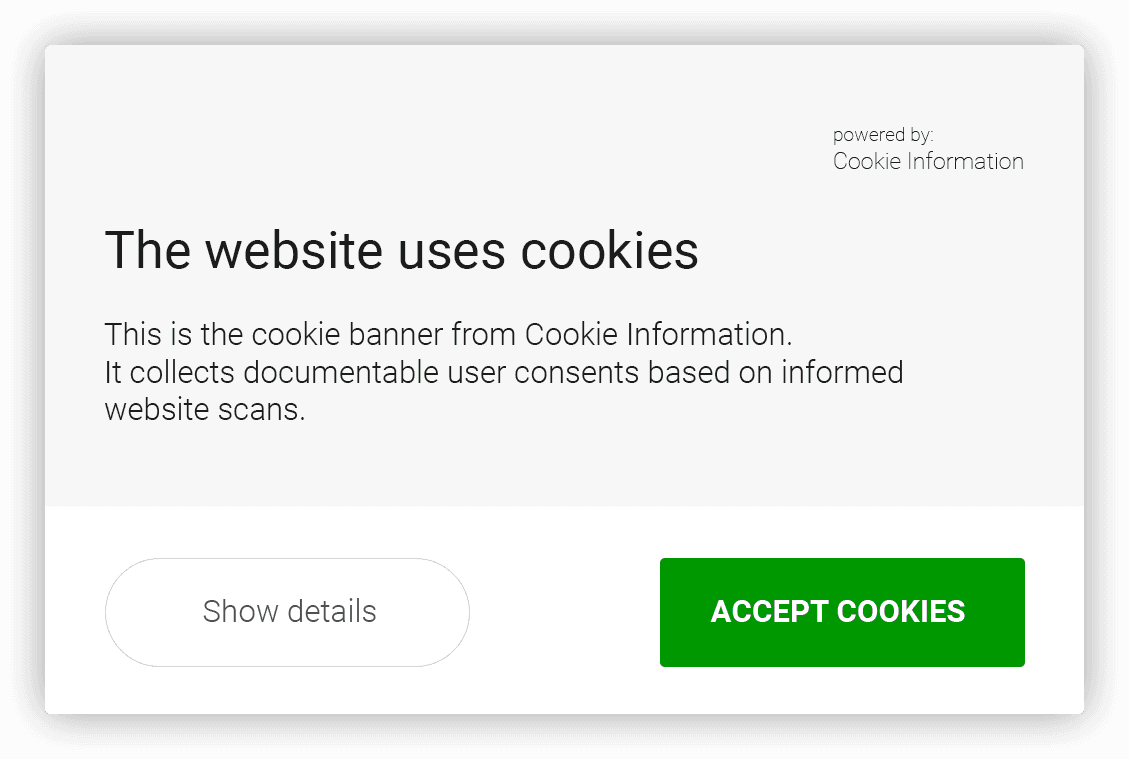 powered by:
Cookie Information
The website uses cookies
This is the cookie banner from Cookie Information.
It collects documentable user consents based on informed
website scans.
Show details
ACCEPT COOKIES